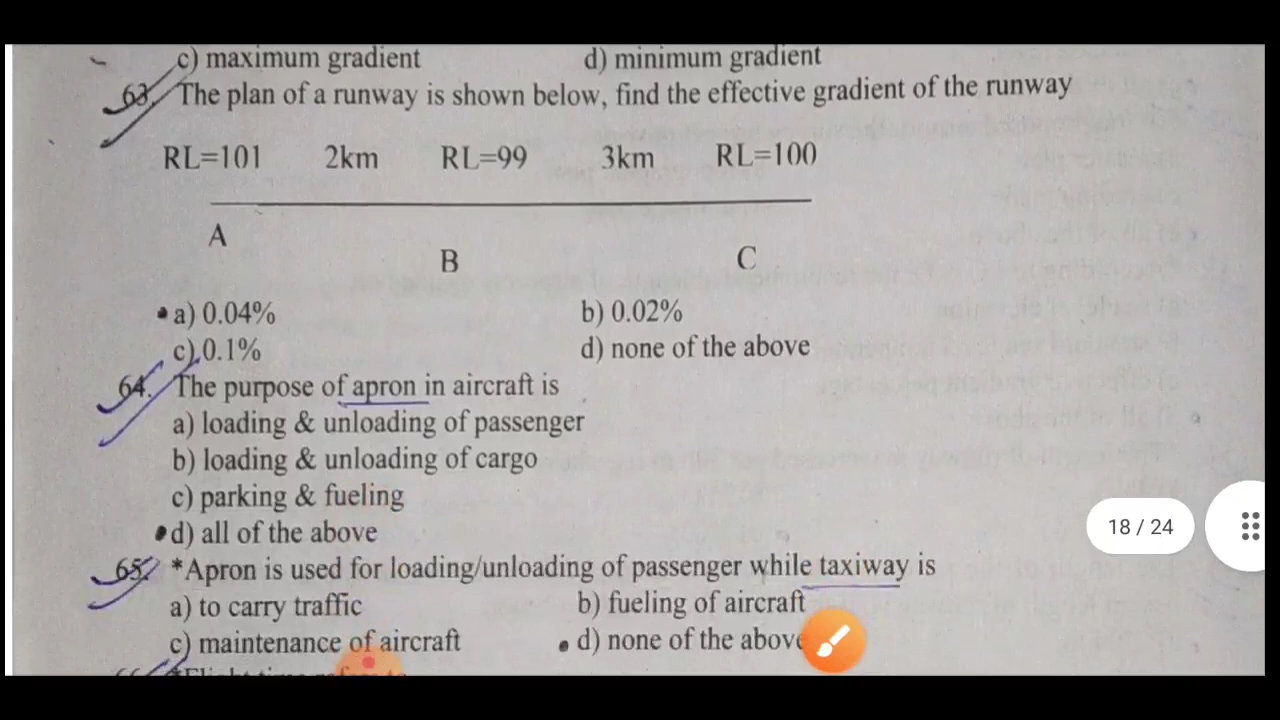 c) maximum gradient d) minimum gradient
63. The plan of a runway is shown below, find the effective gradient of the runway
RL=101 2km RL=99 3km RL=100
A
B C
a) 0.04% b) 0.02%
c) 0.1% d) none of the above
64. The purpose of apron in aircraft is
a) loading & unloading of passenger
b) loading & unloading of cargo
c) parking & fueling
d) all of the above
18 / 24
65. *Apron is used for loading/unloading of passenger while taxiway is
a) to carry traffic b) fueling of aircraft
c) maintenance of aircraft d) none of the above